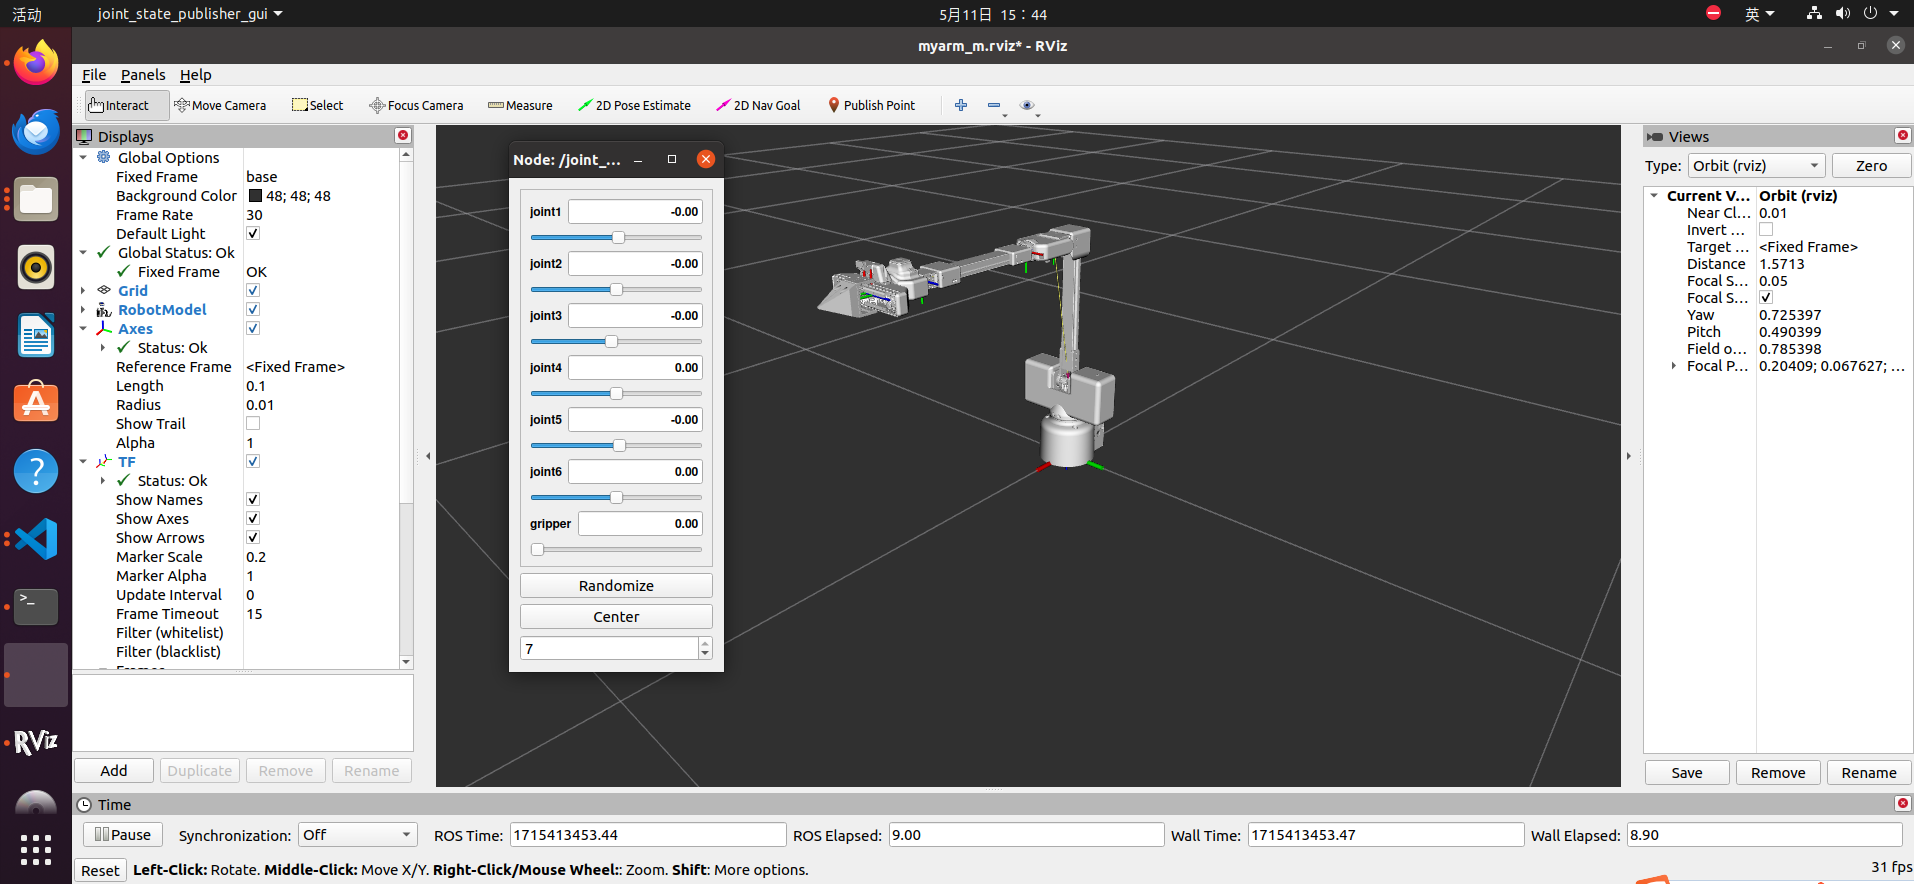 活动
joint_state_publisher_gui
5月11日 15：44
英
myarm_m.rviz* - RViz
File Panels Help
Interact Move Camera Select Focus Camera Measure 2D Pose Estimate 2D Nav Goal Publish Point
Displays
Global Options
Fixed Frame base
Background Color 48; 48; 48
Frame Rate 30
Default Light
Global Status: Ok
Fixed Frame OK
Grid
RobotModel
Axes
Status: Ok
Reference Frame <Fixed Frame>
Length 0.1
Radius 0.01
Show Trail
Alpha 1
TF
Status: Ok
Show Names
Show Axes
Show Arrows
Marker Scale 0.2
Marker Alpha 1
Update Interval 0
Frame Timeout 15
Filter (whitelist)
Filter (blacklist)
Add Duplicate Remove Rename
Node: /joint_...
joint1 -0.00
joint2 -0.00
joint3 -0.00
joint4 0.00
joint5 -0.00
joint6 0.00
gripper 0.00
Randomize
Center
7
Views
Type: Orbit (rviz) Zero
Current V... Orbit (rviz)
Near Cl... 0.01
Invert ...
Target ... <Fixed Frame>
Distance 1.5713
Focal S... 0.05
Focal S...
Yaw 0.725397
Pitch 0.490399
Field o... 0.785398
Focal P... 0.20409; 0.067627; ...
Save Remove Rename
RViz
Time
Pause Synchronization: Off ROS Time: 1715413453.44 ROS Elapsed: 9.00 Wall Time: 1715413453.47 Wall Elapsed: 8.90
Reset Left-Click: Rotate. Middle-Click: Move X/Y. Right-Click/Mouse Wheel:: Zoom. Shift: More options.
31 fps